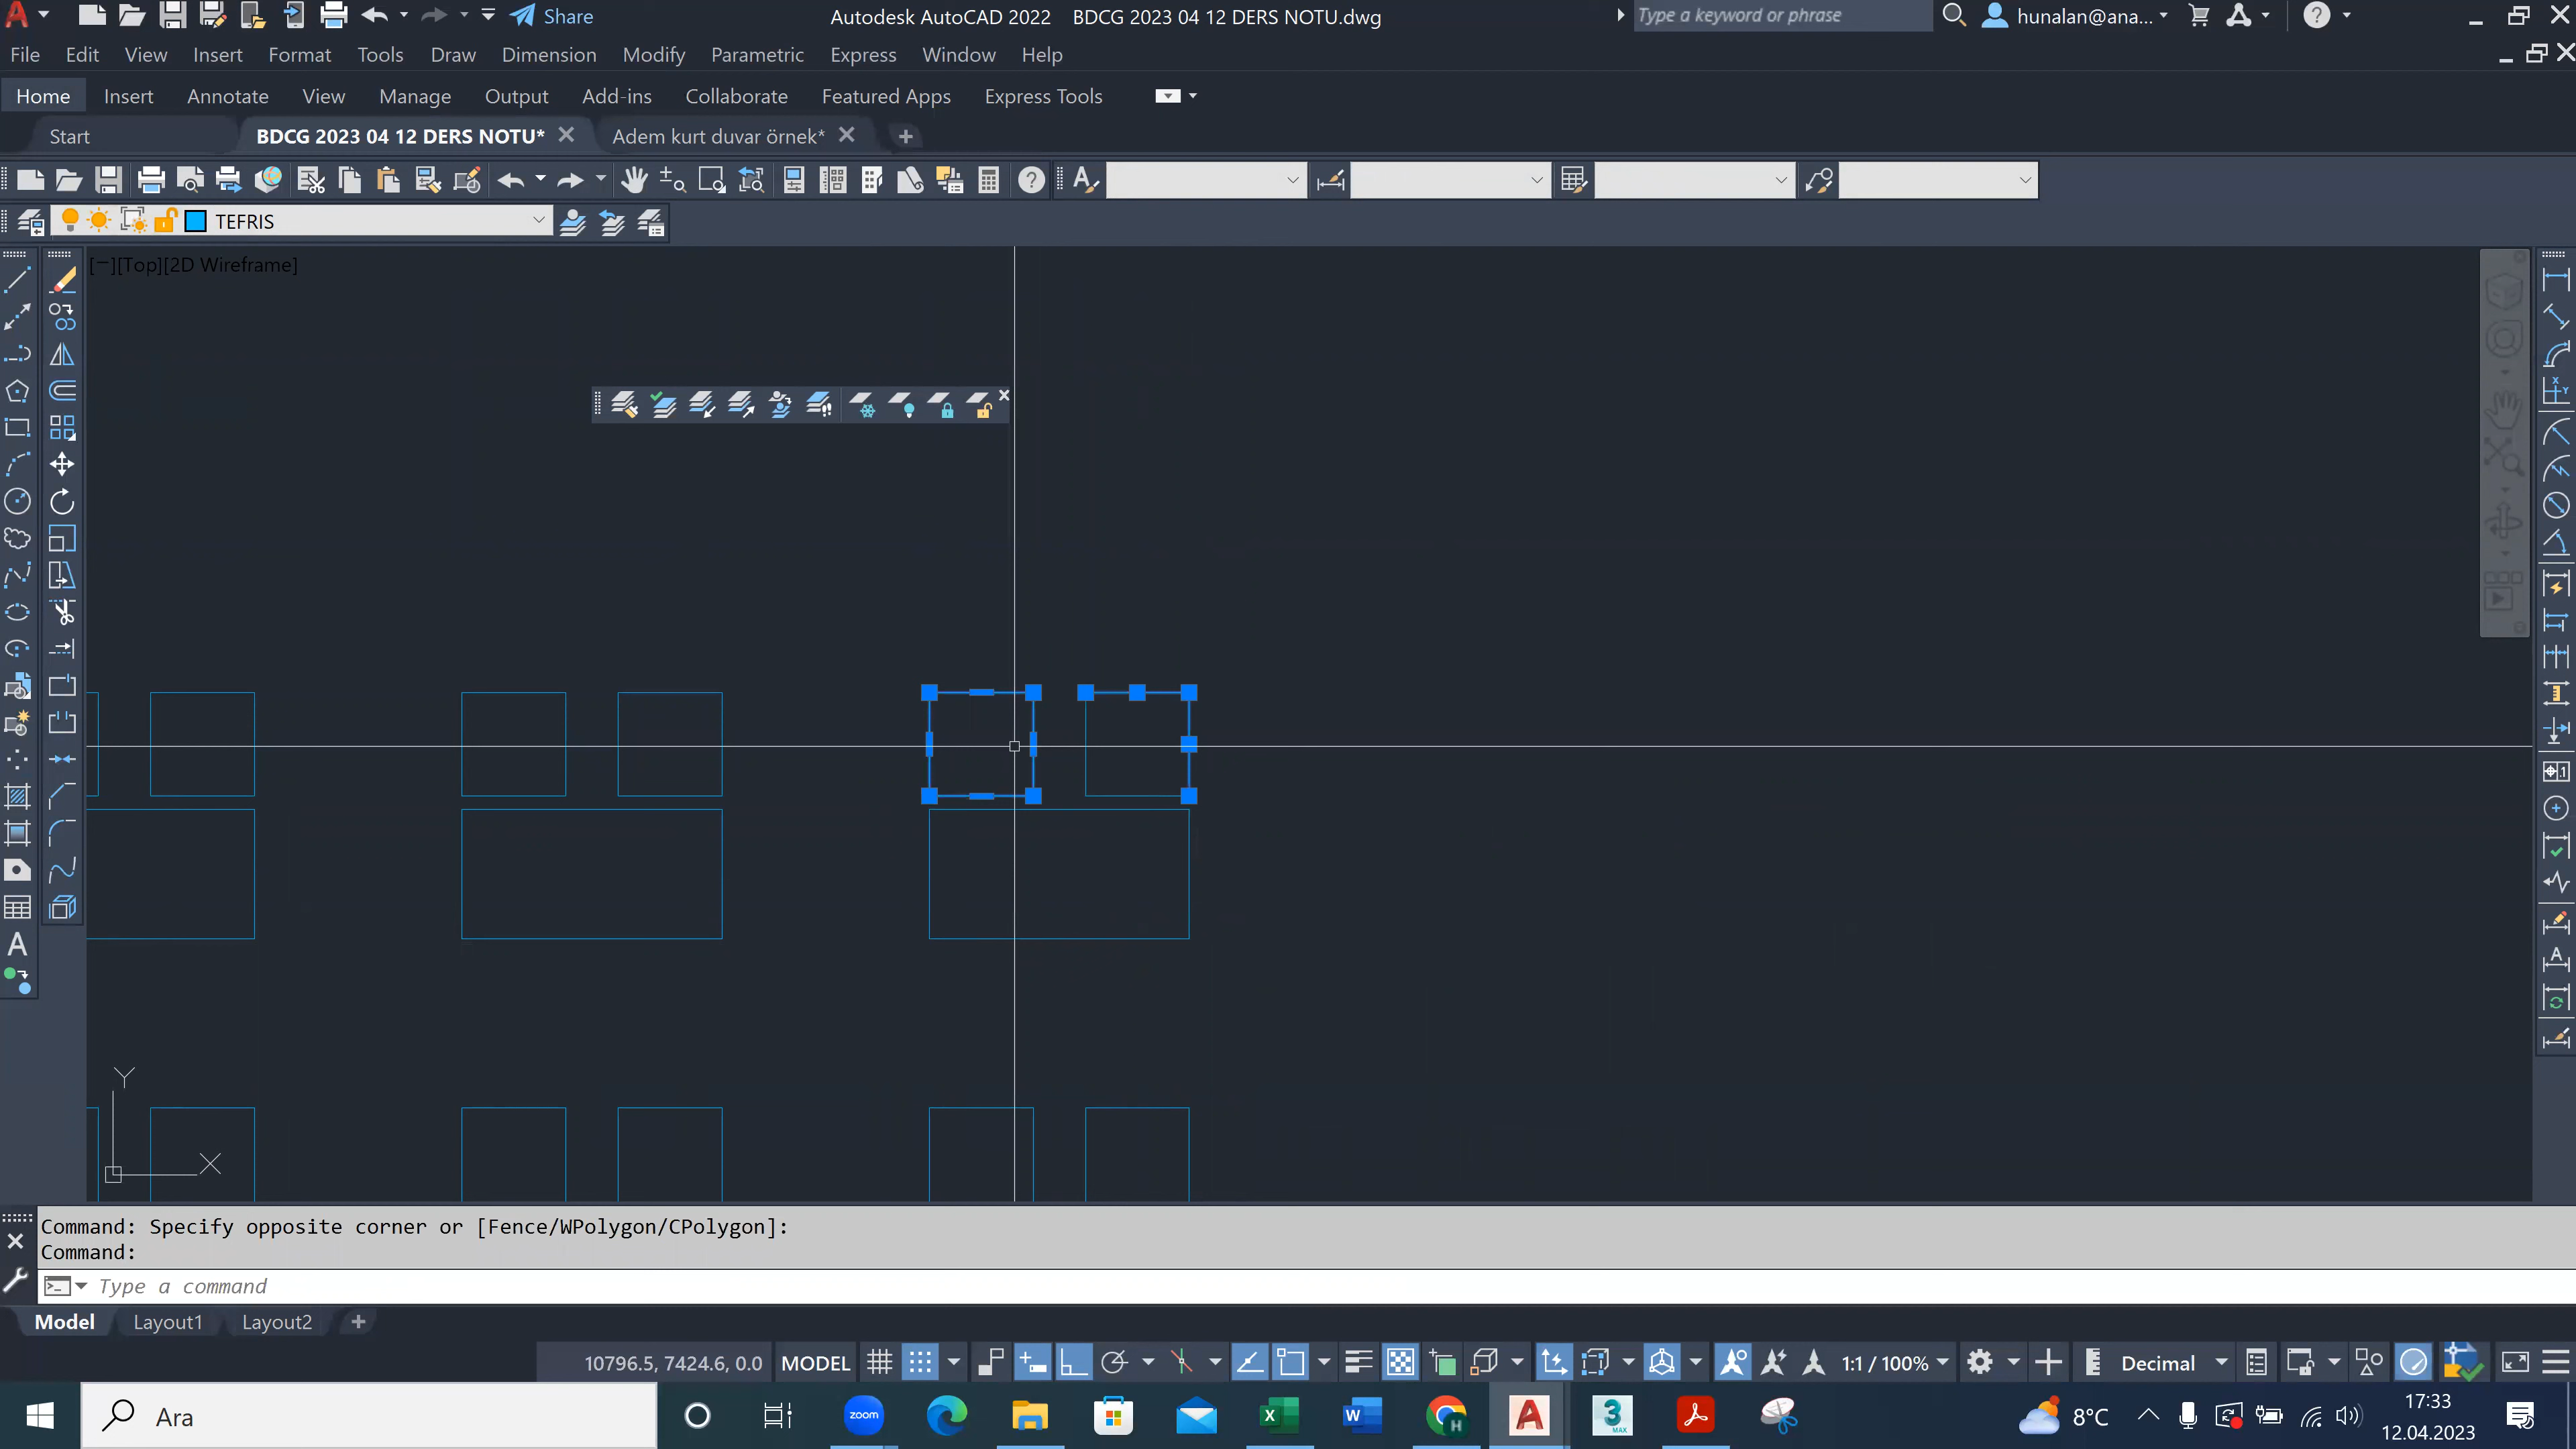 Share
Autodesk AutoCAD 2022 BDCG 2023 04 12 DERS NOTU.dwg
Type a keyword or phrase
hunalan@ana...
File Edit View Insert Format Tools Draw Dimension Modify Parametric Express Window Help
Home Insert Annotate View Manage Output Add-ins Collaborate Featured Apps Express Tools
Start
BDCG 2023 04 12 DERS NOTU*
Adem kurt duvar örnek*
TEFRIS
[−][Top][2D Wireframe]
Y
X
Command: Specify opposite corner or [Fence/WPolygon/CPolygon]:
Command:
Type a command
Model Layout1 Layout2
10796.5, 7424.6, 0.0 MODEL
1:1 / 100%
Decimal
Ara
zoom
8°C
17:33
12.04.2023